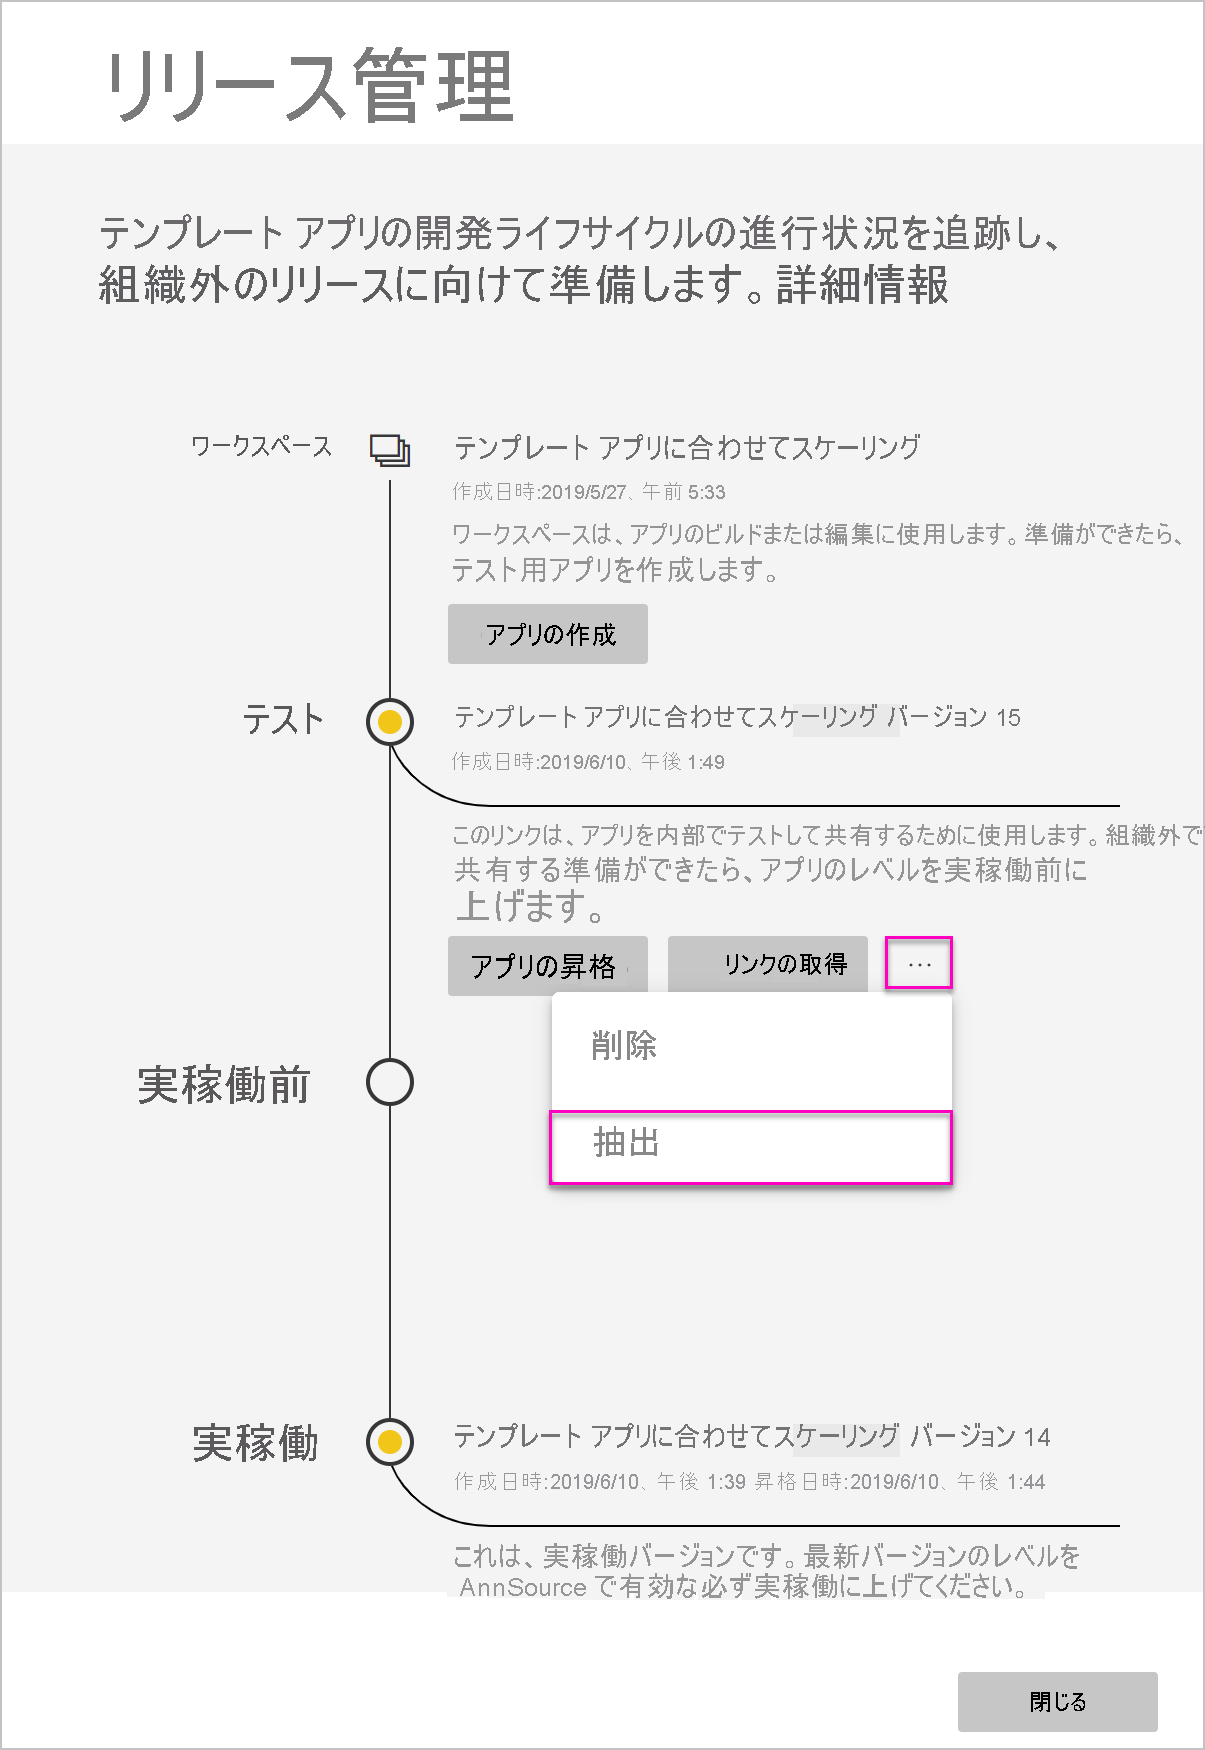 リリース管理
テンプレート アプリの開発ライフサイクルの進行状況を追跡し、
組織外のリリースに向けて準備します。詳細情報
ワークスペース
テンプレート アプリに合わせてスケーリング
作成日時:2019/5/27、午前 5:33
ワークスペースは、アプリのビルドまたは編集に使用します。準備ができたら、
テスト用アプリを作成します。
アプリの作成
テスト
テンプレート アプリに合わせてスケーリング バージョン 15
作成日時:2019/6/10、午後 1:49
このリンクは、アプリを内部でテストして共有するために使用します。組織外で
共有する準備ができたら、アプリのレベルを実稼働前に
上げます。
アプリの昇格
リンクの取得
...
削除
抽出
実稼働前
実稼働
テンプレート アプリに合わせてスケーリング バージョン 14
作成日時:2019/6/10、午後 1:39 昇格日時:2019/6/10、午後 1:44
これは、実稼働バージョンです。最新バージョンのレベルを
AnnSource で有効な必ず実稼働に上げてください。
閉じる